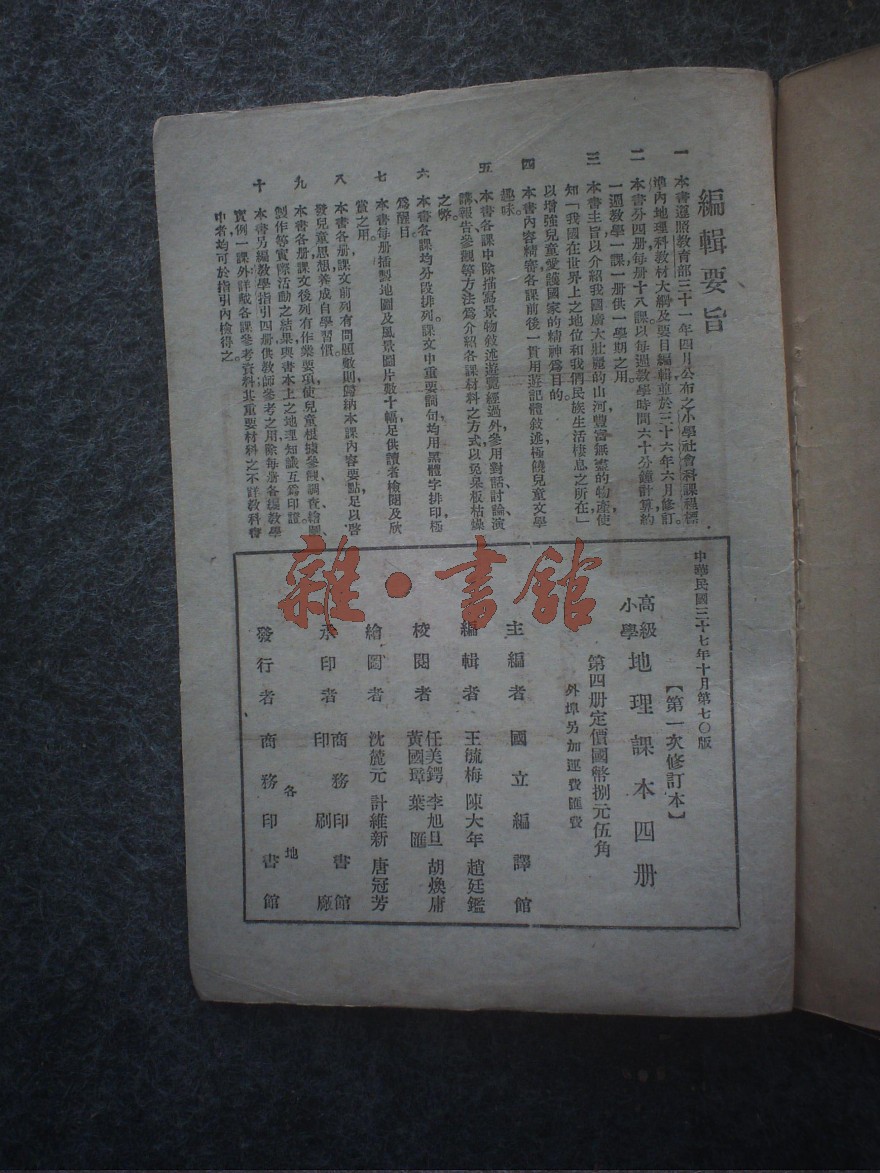 編輯要旨
一 本書遵照教育部三十一年四月公布之小學社會科課程標
準內地理科教材大綱及要目編輯並於三十六年六月修訂。
二 本書外四册每册十八課以每週教學時間六十分鐘計算約
一週教學一課一册供一學期之用
三 本書主旨以介紹我國廣大壯麗的山河豐富無盡的物產使
知「我國在世界上之地位和我們民族生活棲息之所在」
以增強兒童愛護國家的精神爲目的。
四 本書內容精審各課前後一貫用遊記體敘述極饒兒童文學
趣味。
五 本書各課中除描寫景物敘述遊覽經過外參用對話討論演
講報告參觀等方法爲介紹各課材料之方式以免呆板枯燥
之弊。
六 本書各課均分段排列。課文中重要詞句均用黑體字排印極
爲醒目
七 本書每册插製地圖及風景圖片數十幅足供讀者檢閱及欣
賞之用。
八 本書各册課文前列有問題數則歸納本課內容要點足以啓
發兒童思想養成自學習慣。
九 本書各册課文後列有作業要項使兒童根據參觀調查繪圖
製作等實際活動之結果與書本上之地理知識互爲印證。
十 本書另編教學指引四册供教師參考之用除每册各編教學
實例一課外詳載各課參考資料其重要材料之不詳教科書
中者均可於指引內檢得之。
中華民國三十七年十月第七〇版
【第一次修訂本】
高級小學 地理課本四册
第四册定價國幣捌元伍角
外埠另加運費匯費
主編者 國立編譯館
編輯者 王毓梅 陳大年 趙廷鑑
校閱者 任美鍔 李旭旦 胡煥庸
黃國璋 葉匯
繪圖者 沈麓元 計維新 唐冠芳
承印者 商務印書館
印刷廠
發行者 各地 商務印書館
雜·書館